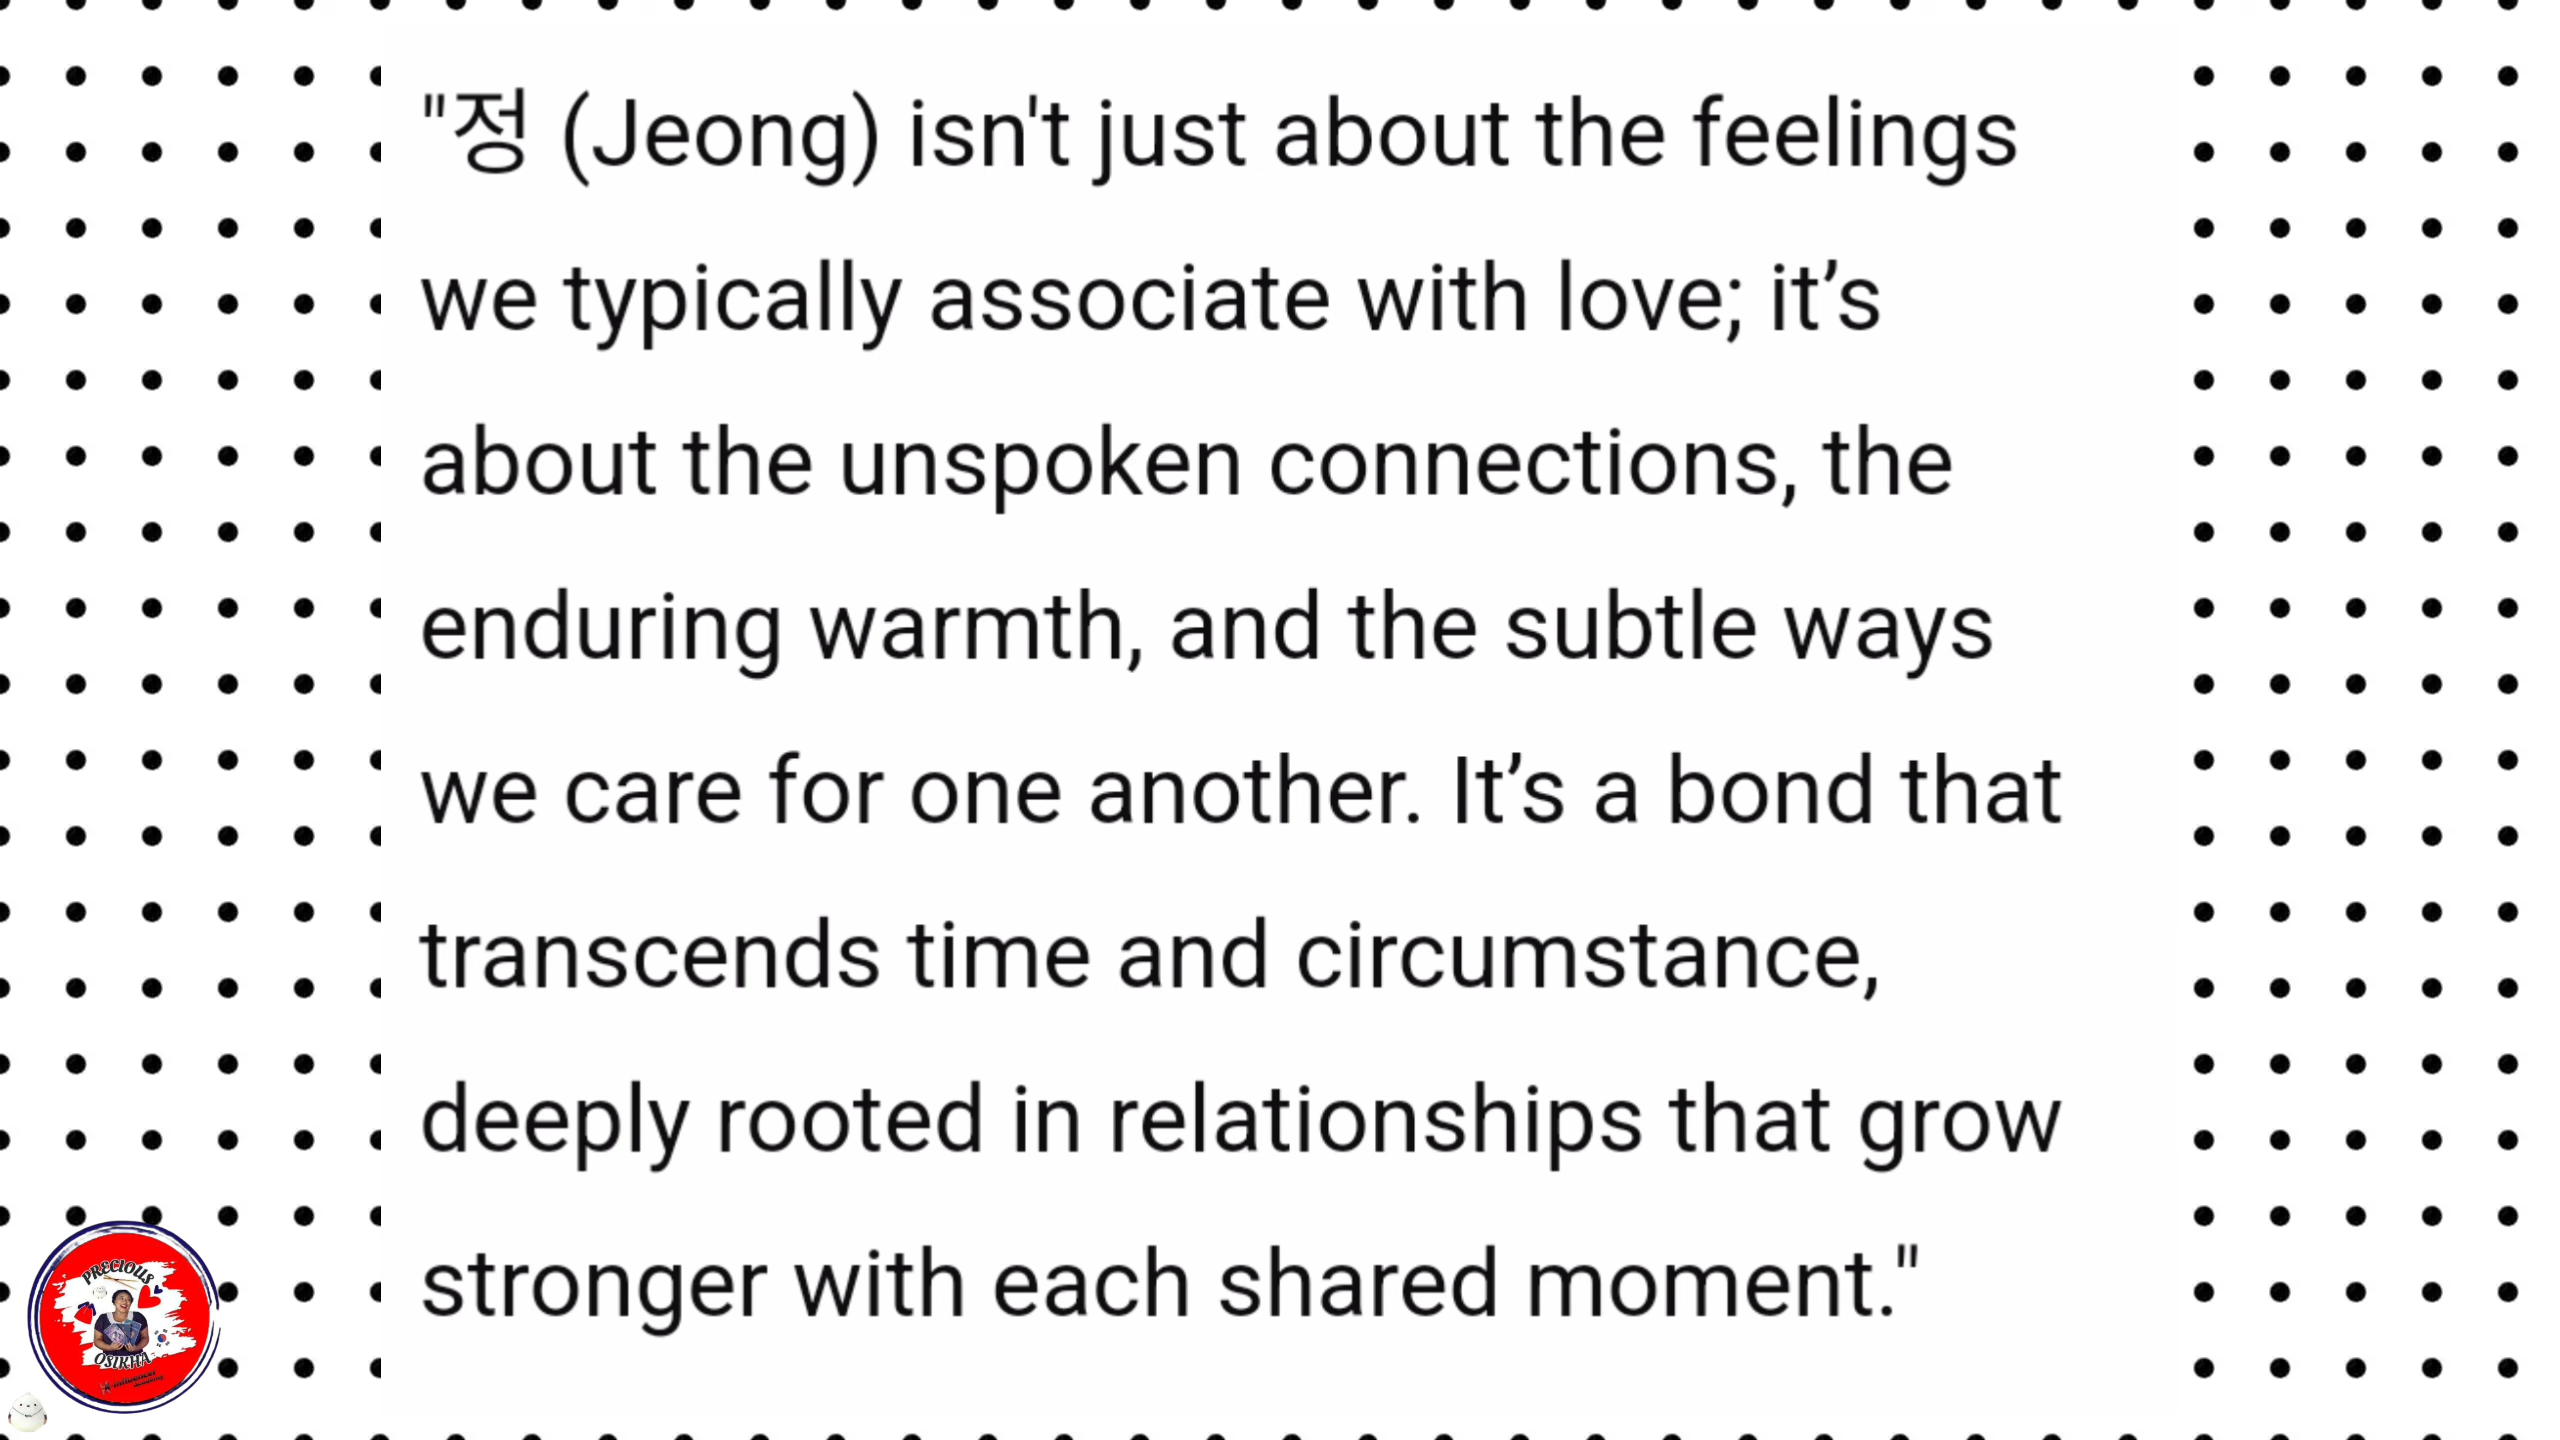 "정 (Jeong) isn't just about the feelings
we typically associate with love; it’s
about the unspoken connections, the
enduring warmth, and the subtle ways
we care for one another. It’s a bond that
transcends time and circumstance,
deeply rooted in relationships that grow
stronger with each shared moment."
PRECIOUS
OSIKHA